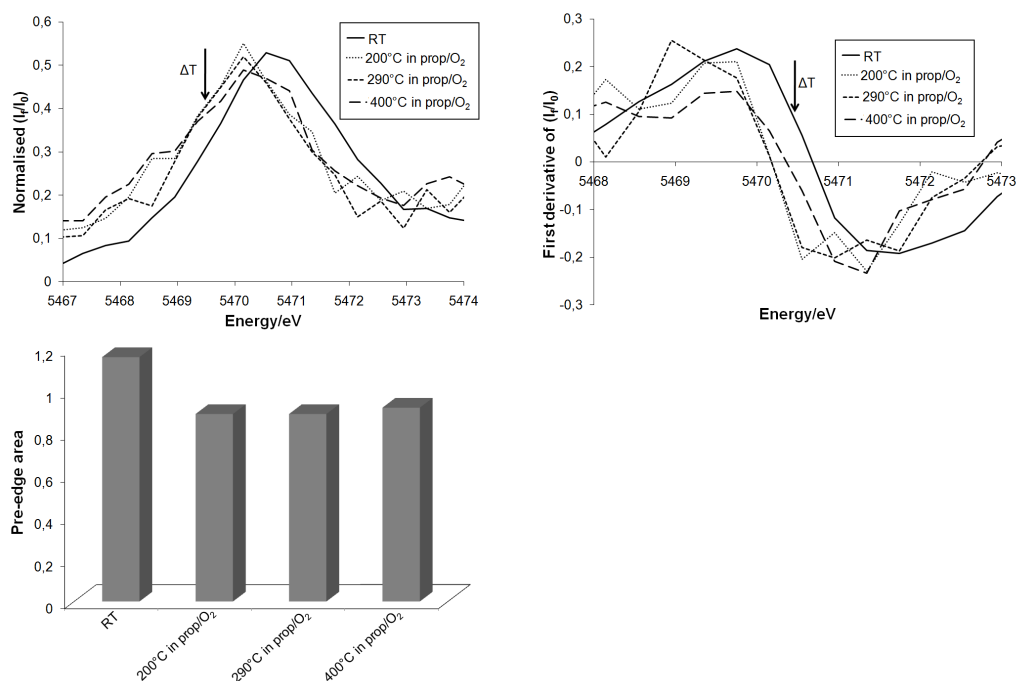 0,6
0,5
0,4
0,3
0,2
0,1
0
Normalised (If/I0)
ΔT
RT
200°C in prop/O2
290°C in prop/O2
400°C in prop/O2
5467 5468 5469 5470 5471 5472 5473 5474
Energy/eV
0,3
0,2
0,1
0
-0,1
-0,2
-0,3
First derivative of (If/I0)
ΔT
RT
200°C in prop/O2
290°C in prop/O2
400°C in prop/O2
5468 5469 5470 5471 5472 5473
Energy/eV
1,2
1
0,8
0,6
0,4
0,2
0
Pre-edge area
RT
200°C in prop/O2
290°C in prop/O2
400°C in prop/O2